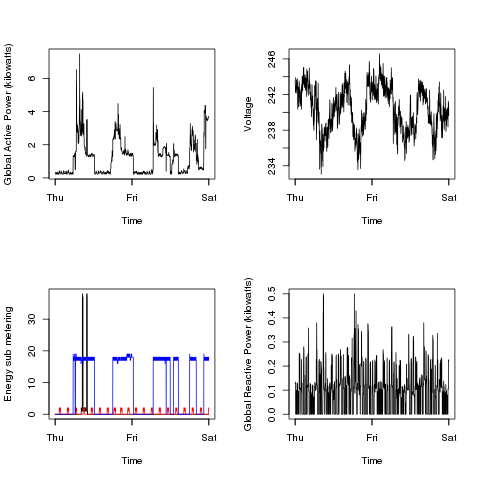 Global Active Power (kilowatts)
0 2 4 6
Thu Fri Sat
Time
Voltage
234 238 242 246
Thu Fri Sat
Time
Energy sub metering
0 10 20 30
Thu Fri Sat
Time
Global Reactive Power (kilowatts)
0.0 0.1 0.2 0.3 0.4 0.5
Thu Fri Sat
Time